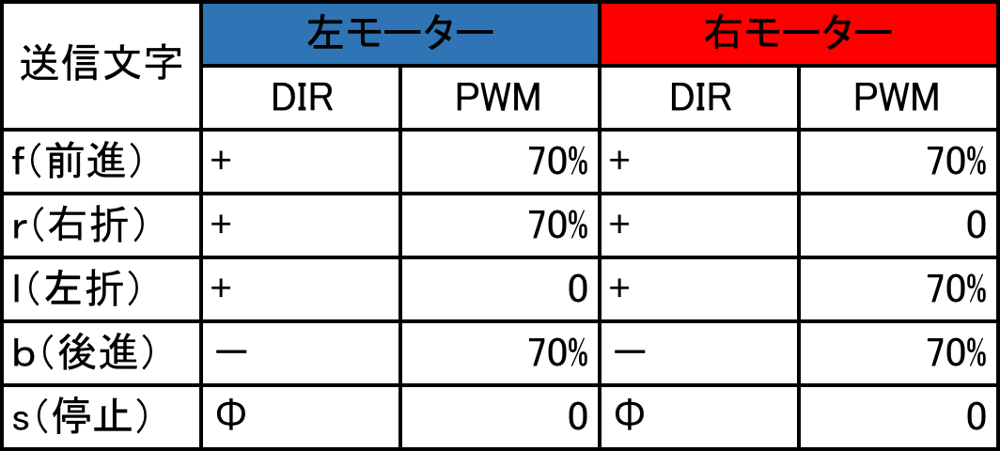 送信文字 左モーター 右モーター
DIR PWM DIR PWM
f(前進) + 70% + 70%
r(右折) + 70% + 0
l(左折) + 0 + 70%
b(後進) － 70% － 70%
s(停止) Φ 0 Φ 0